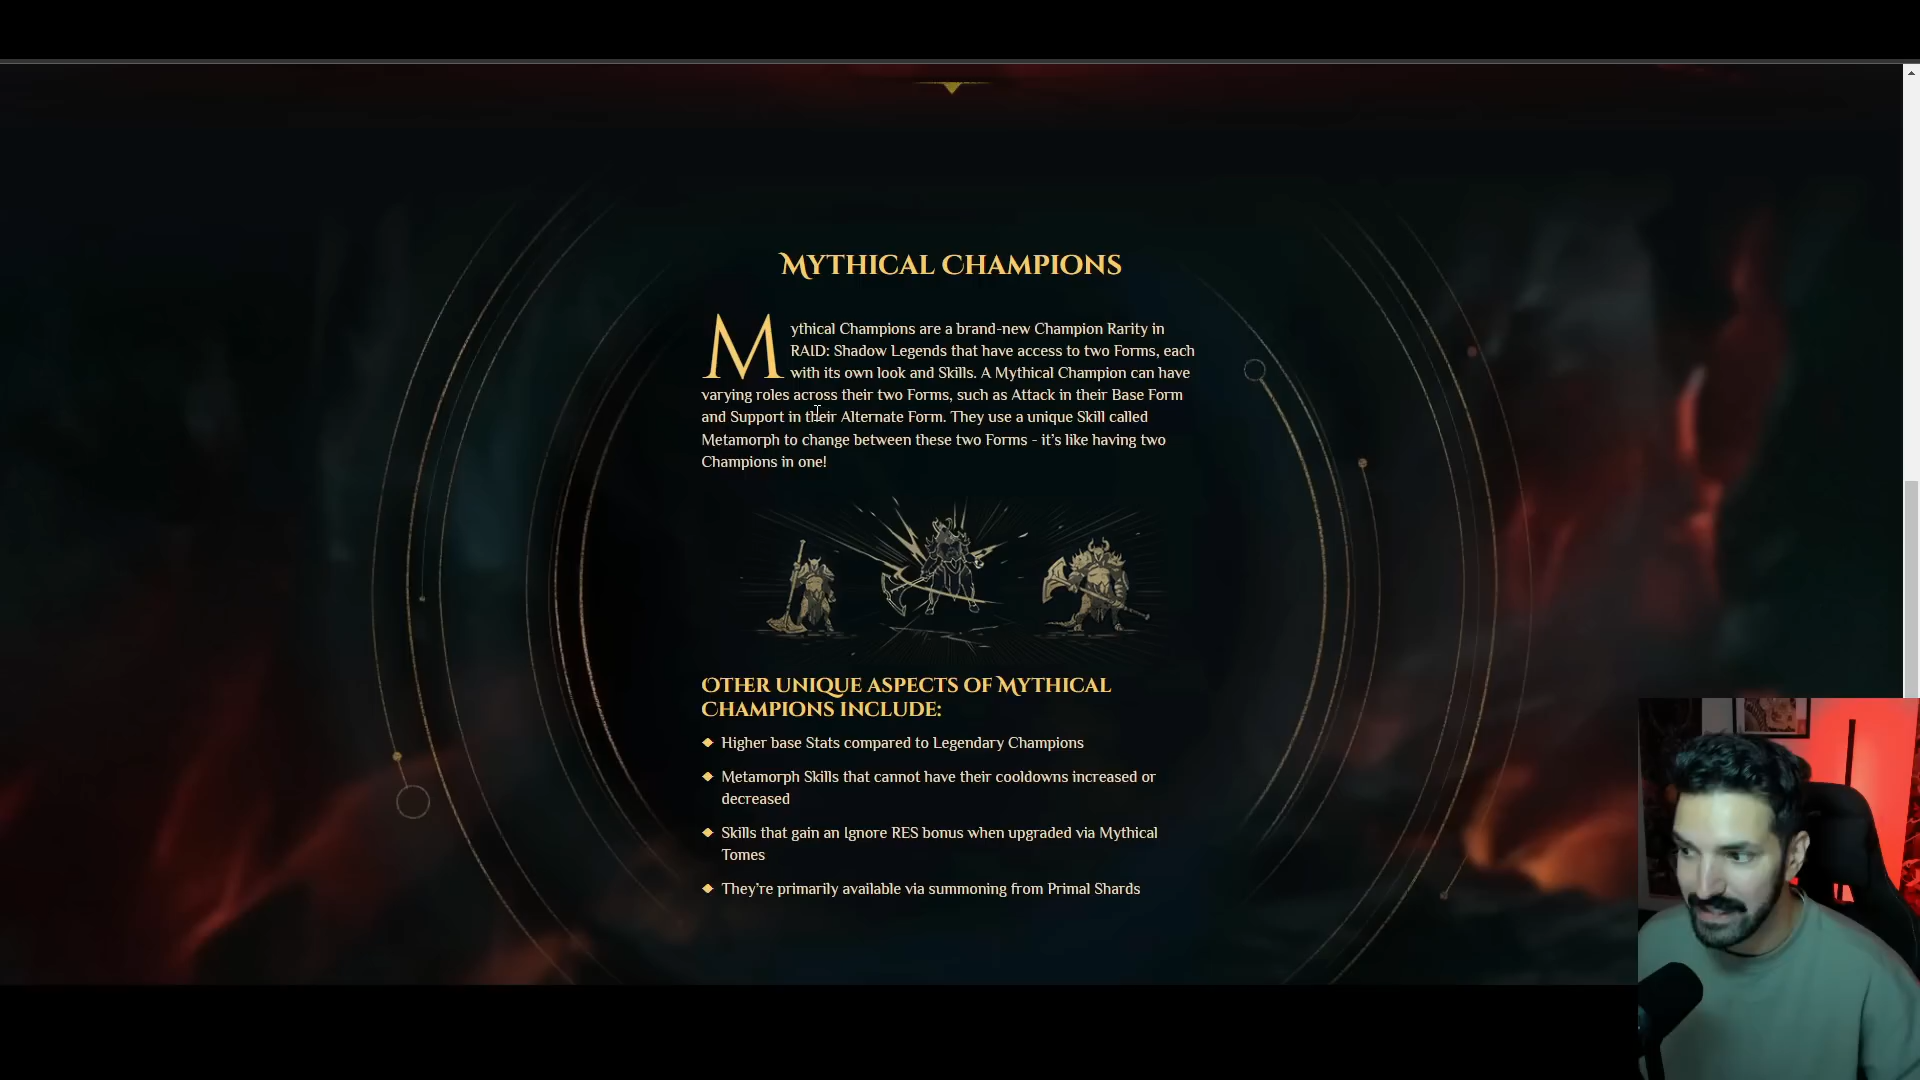 Mythical Champions
Mythical Champions are a brand-new Champion Rarity in
RAID: Shadow Legends that have access to two Forms, each
with its own look and Skills. A Mythical Champion can have
varying roles across their two Forms, such as Attack in their Base Form
and Support in their Alternate Form. They use a unique Skill called
Metamorph to change between these two Forms - it's like having two
Champions in one!
Other unique aspects of Mythical
Champions include:
Higher base Stats compared to Legendary Champions
Metamorph Skills that cannot have their cooldowns increased or
decreased
Skills that gain an Ignore RES bonus when upgraded via Mythical
Tomes
They're primarily available via summoning from Primal Shards